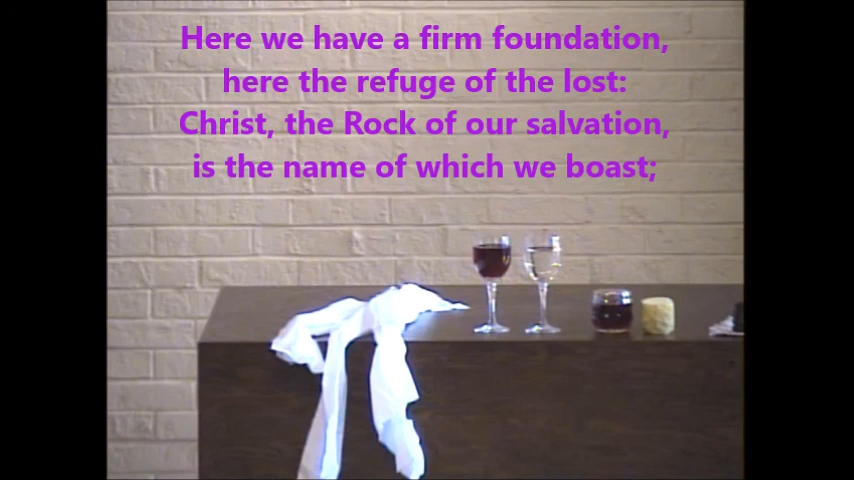 Here we have a firm foundation,
here the refuge of the lost:
Christ, the Rock of our salvation,
is the name of which we boast;